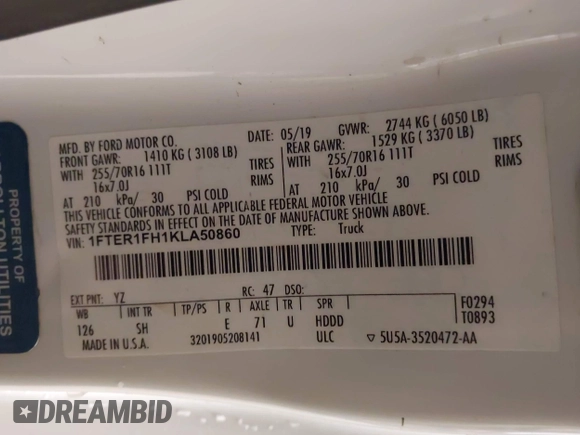 MFD. BY FORD MOTOR CO.
DATE: 05/19 GVWR: 2744 KG ( 6050 LB)
FRONT GAWR: 1410 KG ( 3108 LB)
REAR GAWR: 1529 KG ( 3370 LB)
WITH 255/70R16 111T TIRES
WITH 255/70R16 111T TIRES
16x7.0J RIMS
16x7.0J RIMS
AT 210 kPa/ 30 PSI COLD
AT 210 kPa/ 30 PSI COLD
THIS VEHICLE CONFORMS TO ALL APPLICABLE FEDERAL MOTOR VEHICLE
SAFETY STANDARDS IN EFFECT ON THE DATE OF MANUFACTURE SHOWN ABOVE.
VIN: 1FTER1FH1KLA50860
TYPE: Truck
EXT PNT: YZ RC: 47 DSO:
WB INT TR TP/PS R AXLE TR SPR
126 SH E 71 U HDDD
F0294
T0893
MADE IN U.S.A. 3201905208141 ULC 5U5A-3520472-AA
PROPERTY OF
UTILITIES
DREAMBID